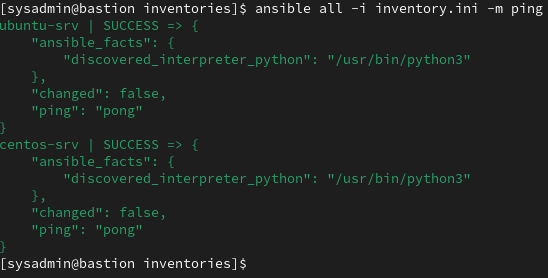 [sysadmin@bastion inventories]$ ansible all -i inventory.ini -m ping
ubuntu-srv | SUCCESS => {
    "ansible_facts": {
        "discovered_interpreter_python": "/usr/bin/python3"
    },
    "changed": false,
    "ping": "pong"
}
centos-srv | SUCCESS => {
    "ansible_facts": {
        "discovered_interpreter_python": "/usr/bin/python3"
    },
    "changed": false,
    "ping": "pong"
}
[sysadmin@bastion inventories]$